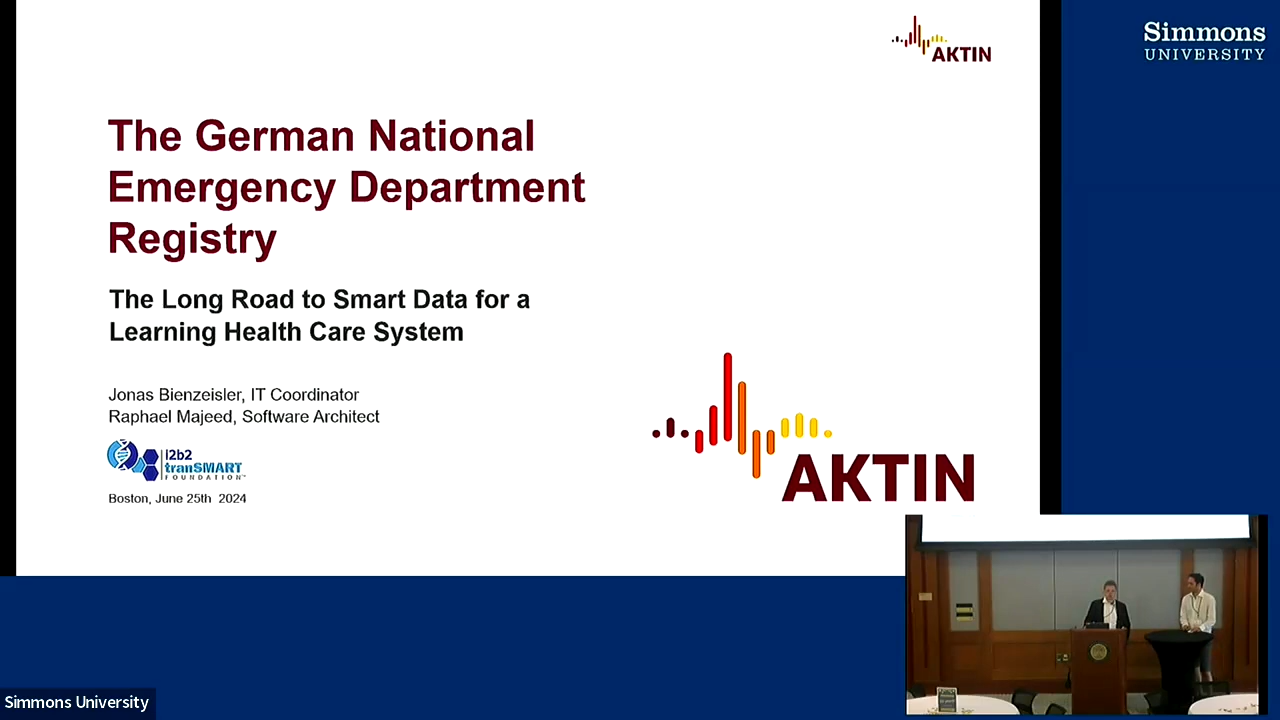 AKTIN
Simmons
UNIVERSITY
The German National
Emergency Department
Registry
The Long Road to Smart Data for a
Learning Health Care System
Jonas Bienzeisler, IT Coordinator
Raphael Majeed, Software Architect
i2b2
tranSMART
FOUNDATION
Boston, June 25th 2024
AKTIN
Simmons University